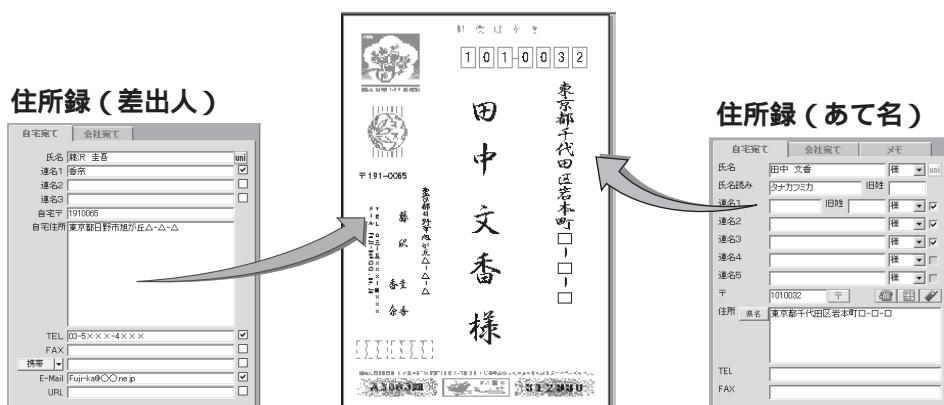 住所録（差出人）
自宅宛て
会社宛て
氏名 藤沢 圭吾 uni
連名1 香奈
連名2
連名3
自宅〒 1910065
自宅住所 東京都日野市旭が丘△-△-△
TEL 03-5×××-4×××
FAX
携帯
E-Mail Fuji-ka@○○.ne.jp
URL
郵便はがき
101-0032
東京都千代田区岩本町□-□-□
田中文香様
〒191-0065
東京都日野市旭が丘△-△-△
藤沢 圭吾
香奈
住所録（あて名）
自宅宛て
会社宛て
メモ
氏名 田中 文香 様 uni
氏名読み タナカフミカ 旧姓
連名1 旧姓 様
連名2 様
連名3 様
連名4 様
連名5 様
〒 1010032 〒
住所 県名 東京都千代田区岩本町□-□-□
TEL
FAX